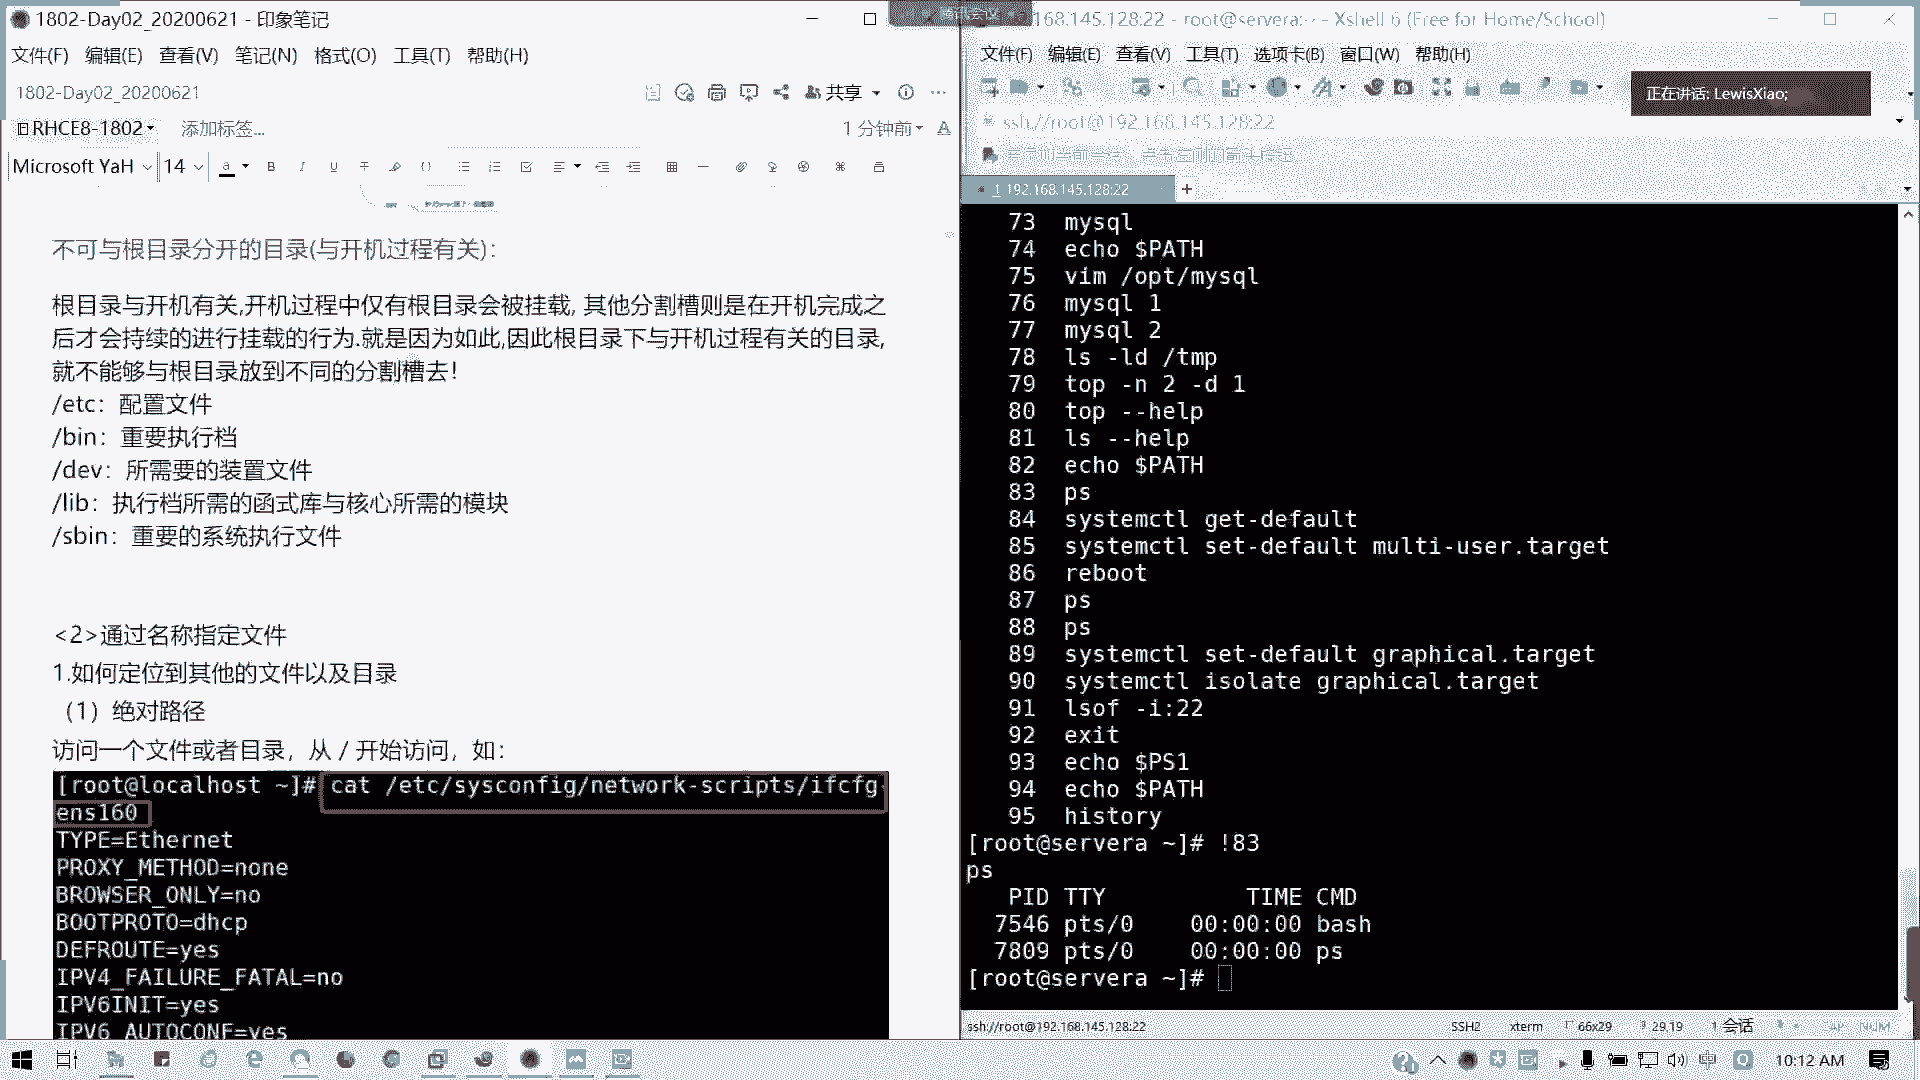 1802-Day02_20200621 - 印象笔记
文件(F) 编辑(E) 查看(V) 笔记(N) 格式(O) 工具(T) 帮助(H)
1802-Day02_20200621
共享
RHCE8-1802 添加标签...
1 分钟前
Microsoft YaH 14
不可与根目录分开的目录(与开机过程有关)：
根目录与开机有关,开机过程中仅有根目录会被挂载, 其他分割槽则是在开机完成之
后才会持续的进行挂载的行为.就是因为如此,因此根目录下与开机过程有关的目录,
就不能够与根目录放到不同的分割槽去！
/etc：配置文件
/bin：重要执行档
/dev：所需要的装置文件
/lib：执行档所需的函式库与核心所需的模块
/sbin：重要的系统执行文件
<2>通过名称指定文件
1.如何定位到其他的文件以及目录
（1）绝对路径
访问一个文件或者目录，从 / 开始访问，如：
[root@localhost ~]# cat /etc/sysconfig/network-scripts/ifcfg-
ens160
TYPE=Ethernet
PROXY_METHOD=none
BROWSER_ONLY=no
BOOTPROTO=dhcp
DEFROUTE=yes
IPV4_FAILURE_FATAL=no
IPV6INIT=yes
IPV6_AUTOCONF=yes
腾讯会议
168.145.128:22 - root@servera:~ - Xshell 6 (Free for Home/School)
文件(F) 编辑(E) 查看(V) 工具(T) 选项卡(B) 窗口(W) 帮助(H)
正在讲话: LewisXiao;
ssh://root@192.168.145.128:22
1 192.168.145.128:22
73 mysql
74 echo $PATH
75 vim /opt/mysql
76 mysql 1
77 mysql 2
78 ls -ld /tmp
79 top -n 2 -d 1
80 top --help
81 ls --help
82 echo $PATH
83 ps
84 systemctl get-default
85 systemctl set-default multi-user.target
86 reboot
87 ps
88 ps
89 systemctl set-default graphical.target
90 systemctl isolate graphical.target
91 lsof -i:22
92 exit
93 echo $PS1
94 echo $PATH
95 history
[root@servera ~]# !83
ps
PID TTY TIME CMD
7546 pts/0 00:00:00 bash
7809 pts/0 00:00:00 ps
[root@servera ~]#
ssh://root@192.168.145.128:22 SSH2 xterm 66x29 29,19 1 会话 NUM
中 10:12 AM